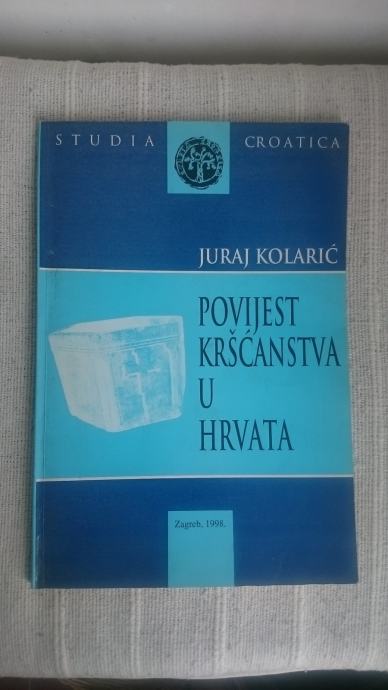 STUDIA CROATICA
JURAJ KOLARIĆ
POVIJEST
KRŠĆANSTVA
U
HRVATA
Zagreb, 1998.